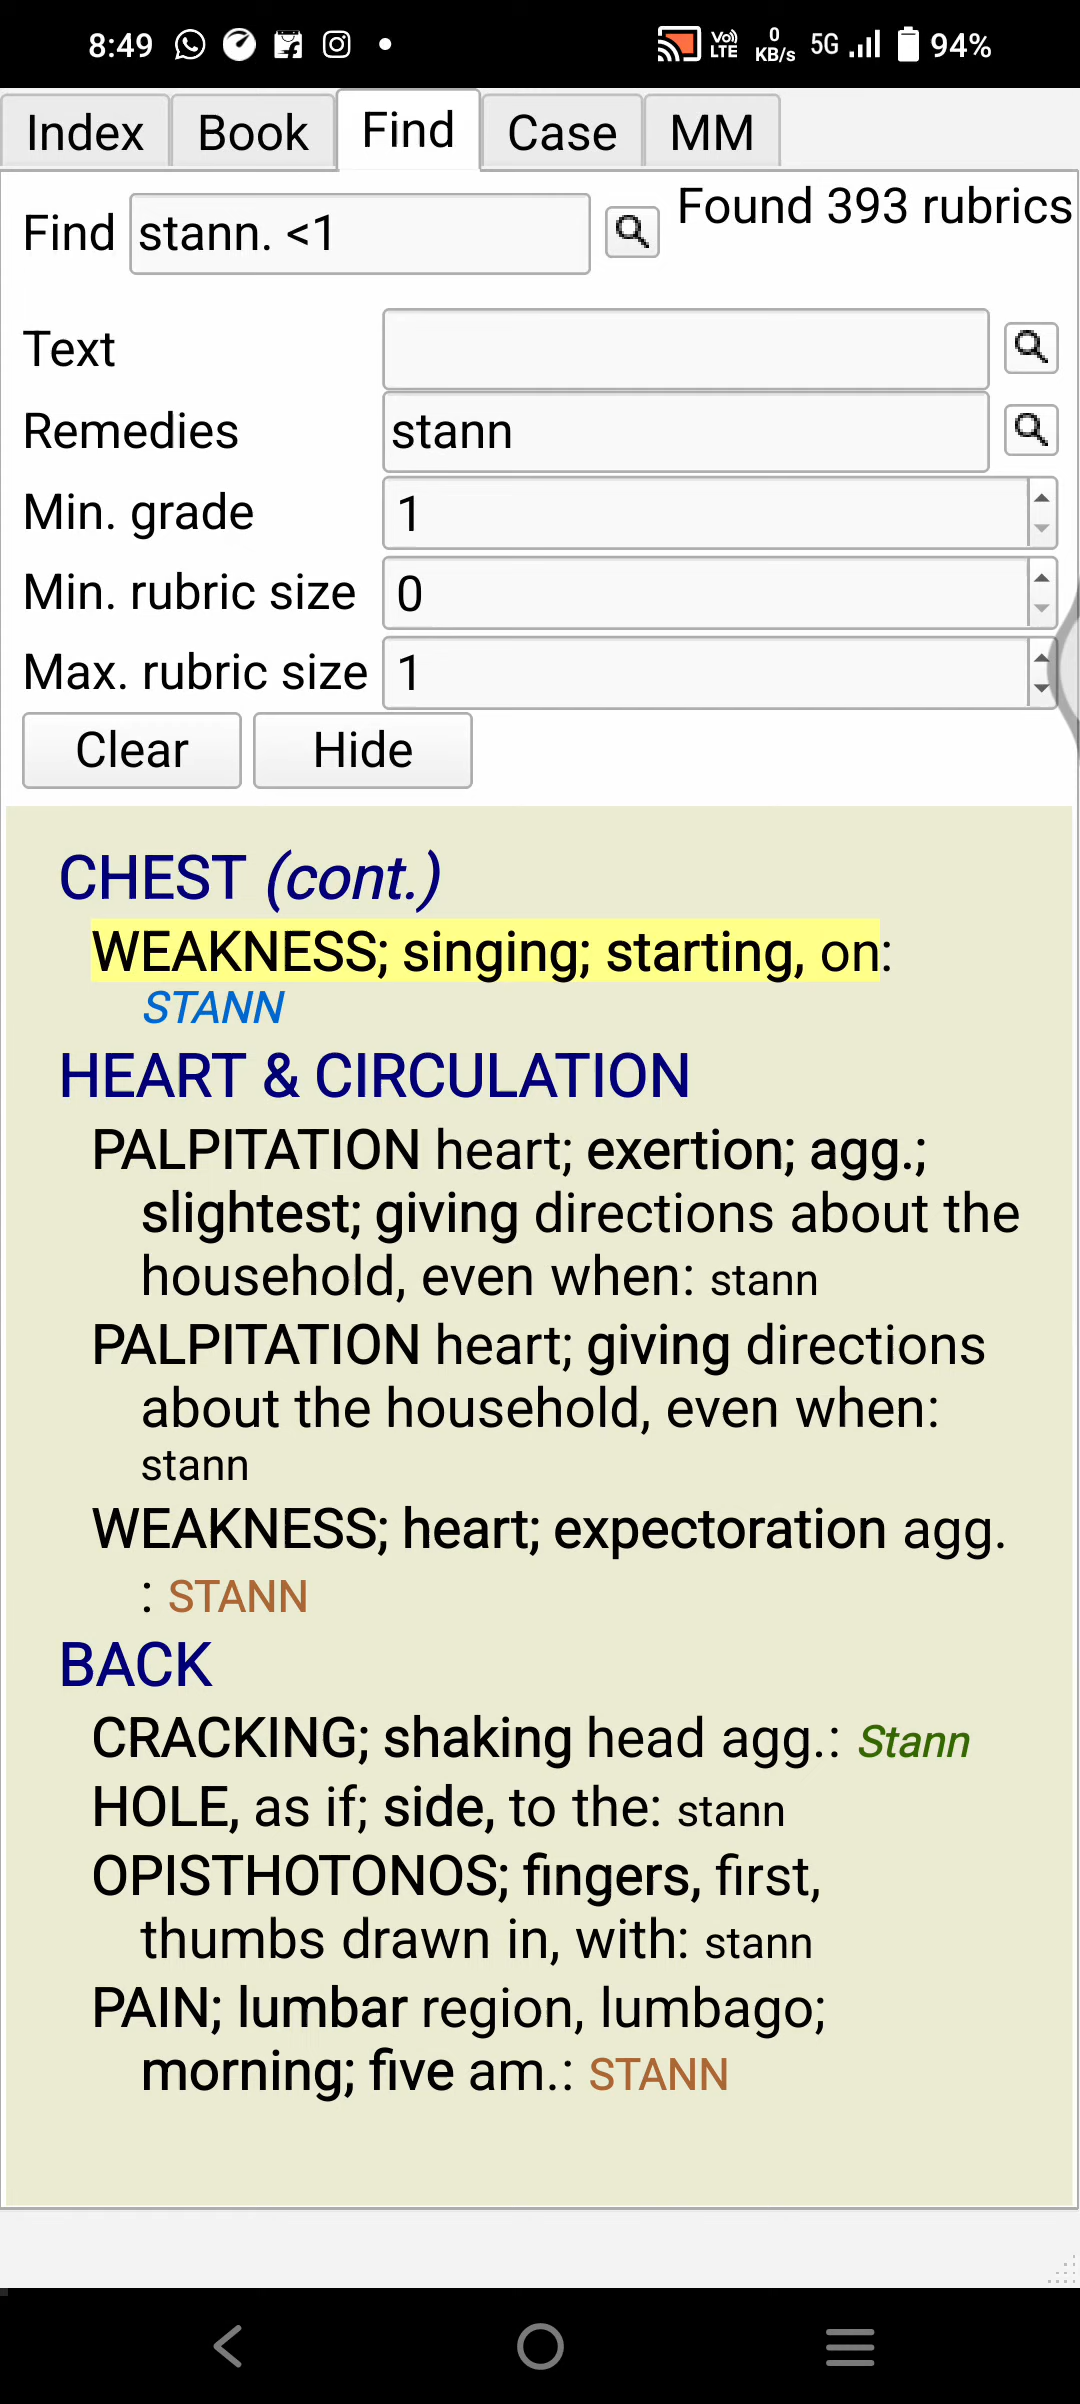 8:49 Vo) LTE 0 KB/s 5G 94%
Index Book Find Case MM
Find stann. <1 Found 393 rubrics
Text
Remedies stann
Min. grade 1
Min. rubric size 0
Max. rubric size 1
Clear Hide
CHEST (cont.)
WEAKNESS; singing; starting, on:
STANN
HEART & CIRCULATION
PALPITATION heart; exertion; agg.;
slightest; giving directions about the
household, even when: stann
PALPITATION heart; giving directions
about the household, even when:
stann
WEAKNESS; heart; expectoration agg.
: STANN
BACK
CRACKING; shaking head agg.: Stann
HOLE, as if; side, to the: stann
OPISTHOTONOS; fingers, first,
thumbs drawn in, with: stann
PAIN; lumbar region, lumbago;
morning; five am.: STANN